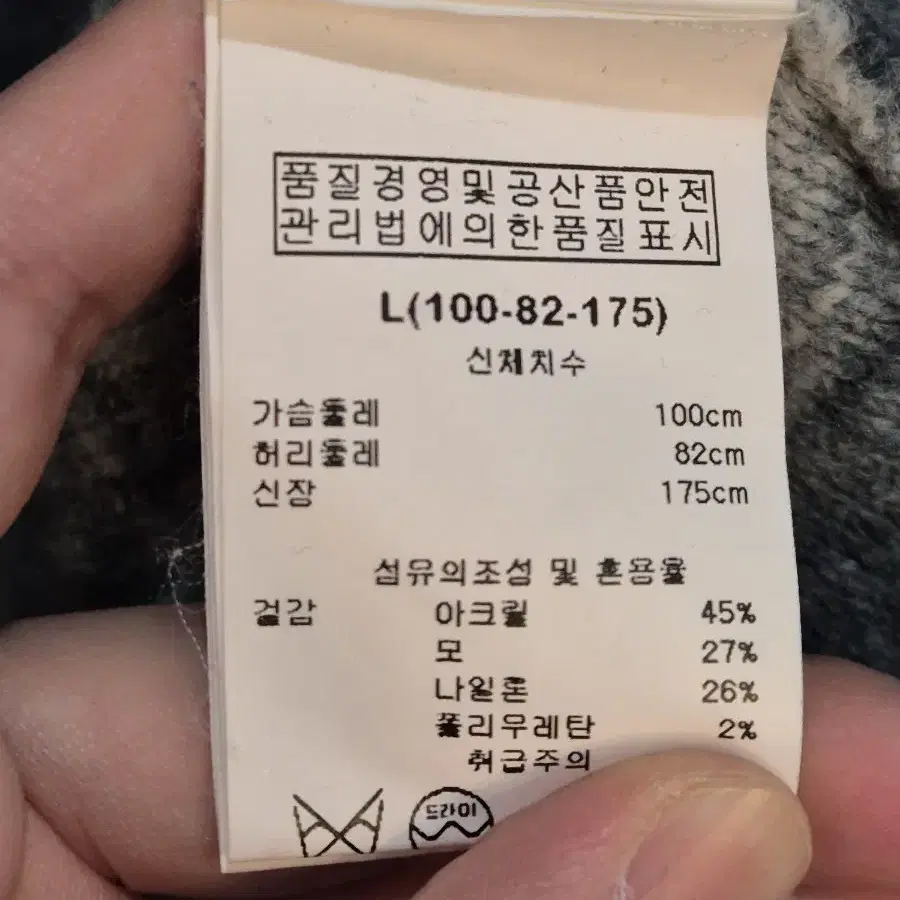 품질경영및공산품안전
관리법에의한품질표시
L(100-82-175)
신체치수
가슴둘레 100cm
허리둘레 82cm
신장 175cm
섬유의조성 및 혼용율
겉감 아크릴 45%
모 27%
나일론 26%
폴리우레탄 2%
취급주의
드라이